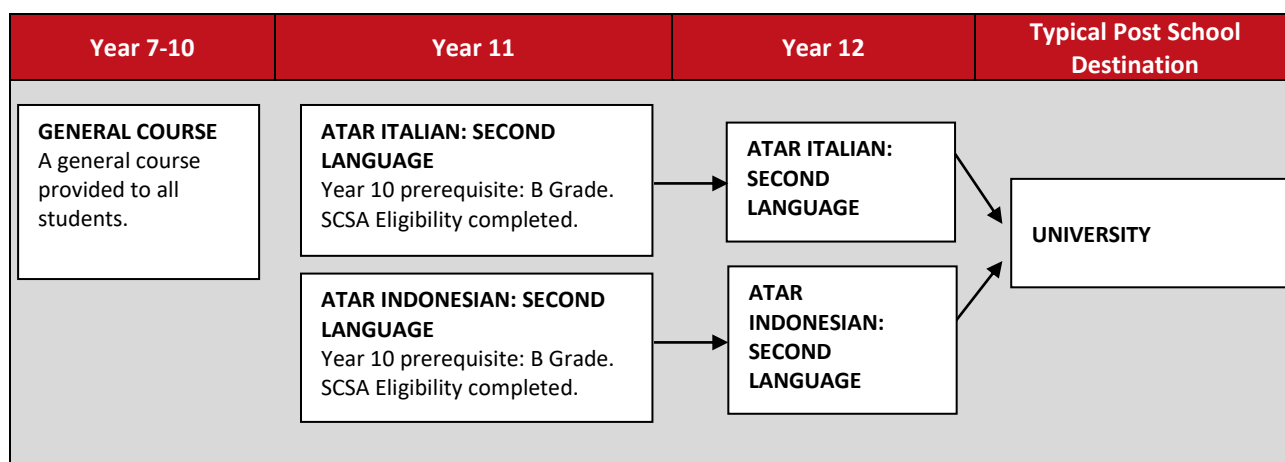 Year 7-10
Year 11
Year 12
Typical Post School
Destination
GENERAL COURSE
A general course
provided to all
students.
ATAR ITALIAN: SECOND
LANGUAGE
Year 10 prerequisite: B Grade.
SCSA Eligibility completed.
ATAR INDONESIAN: SECOND
LANGUAGE
Year 10 prerequisite: B Grade.
SCSA Eligibility completed.
ATAR ITALIAN:
SECOND
LANGUAGE
ATAR
INDONESIAN:
SECOND
LANGUAGE
UNIVERSITY